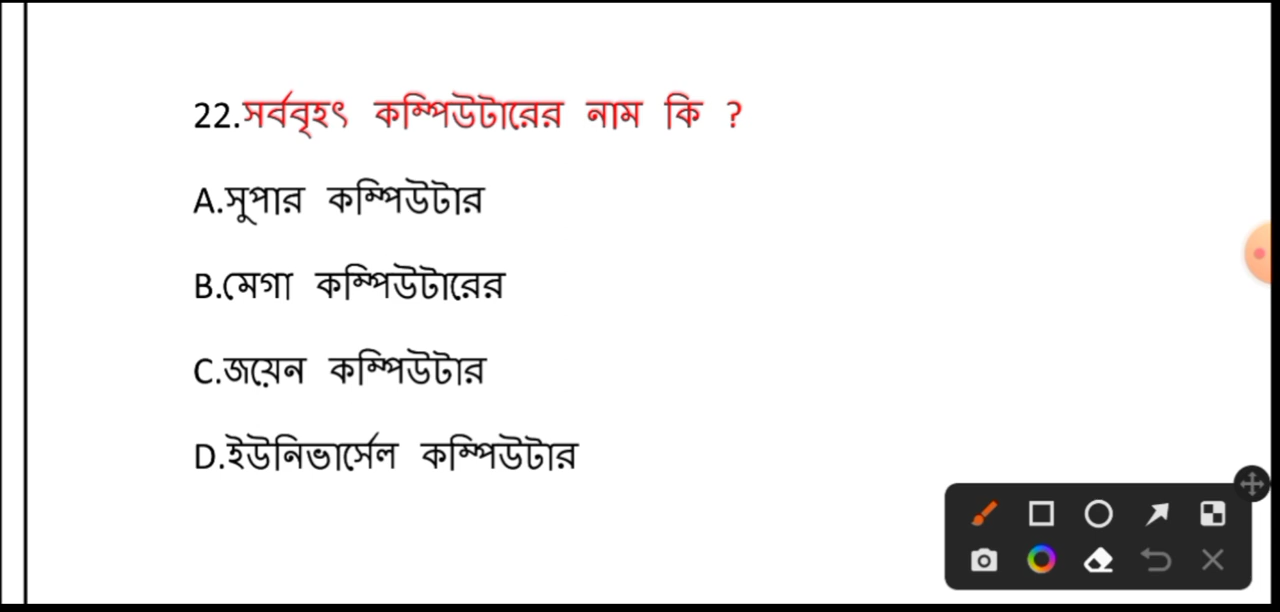 22.সর্ববৃহৎ কম্পিউটারের নাম কি ?
A.সুপার কম্পিউটার
B.মেগা কম্পিউটারের
C.জয়েন কম্পিউটার
D.ইউনিভার্সেল কম্পিউটার